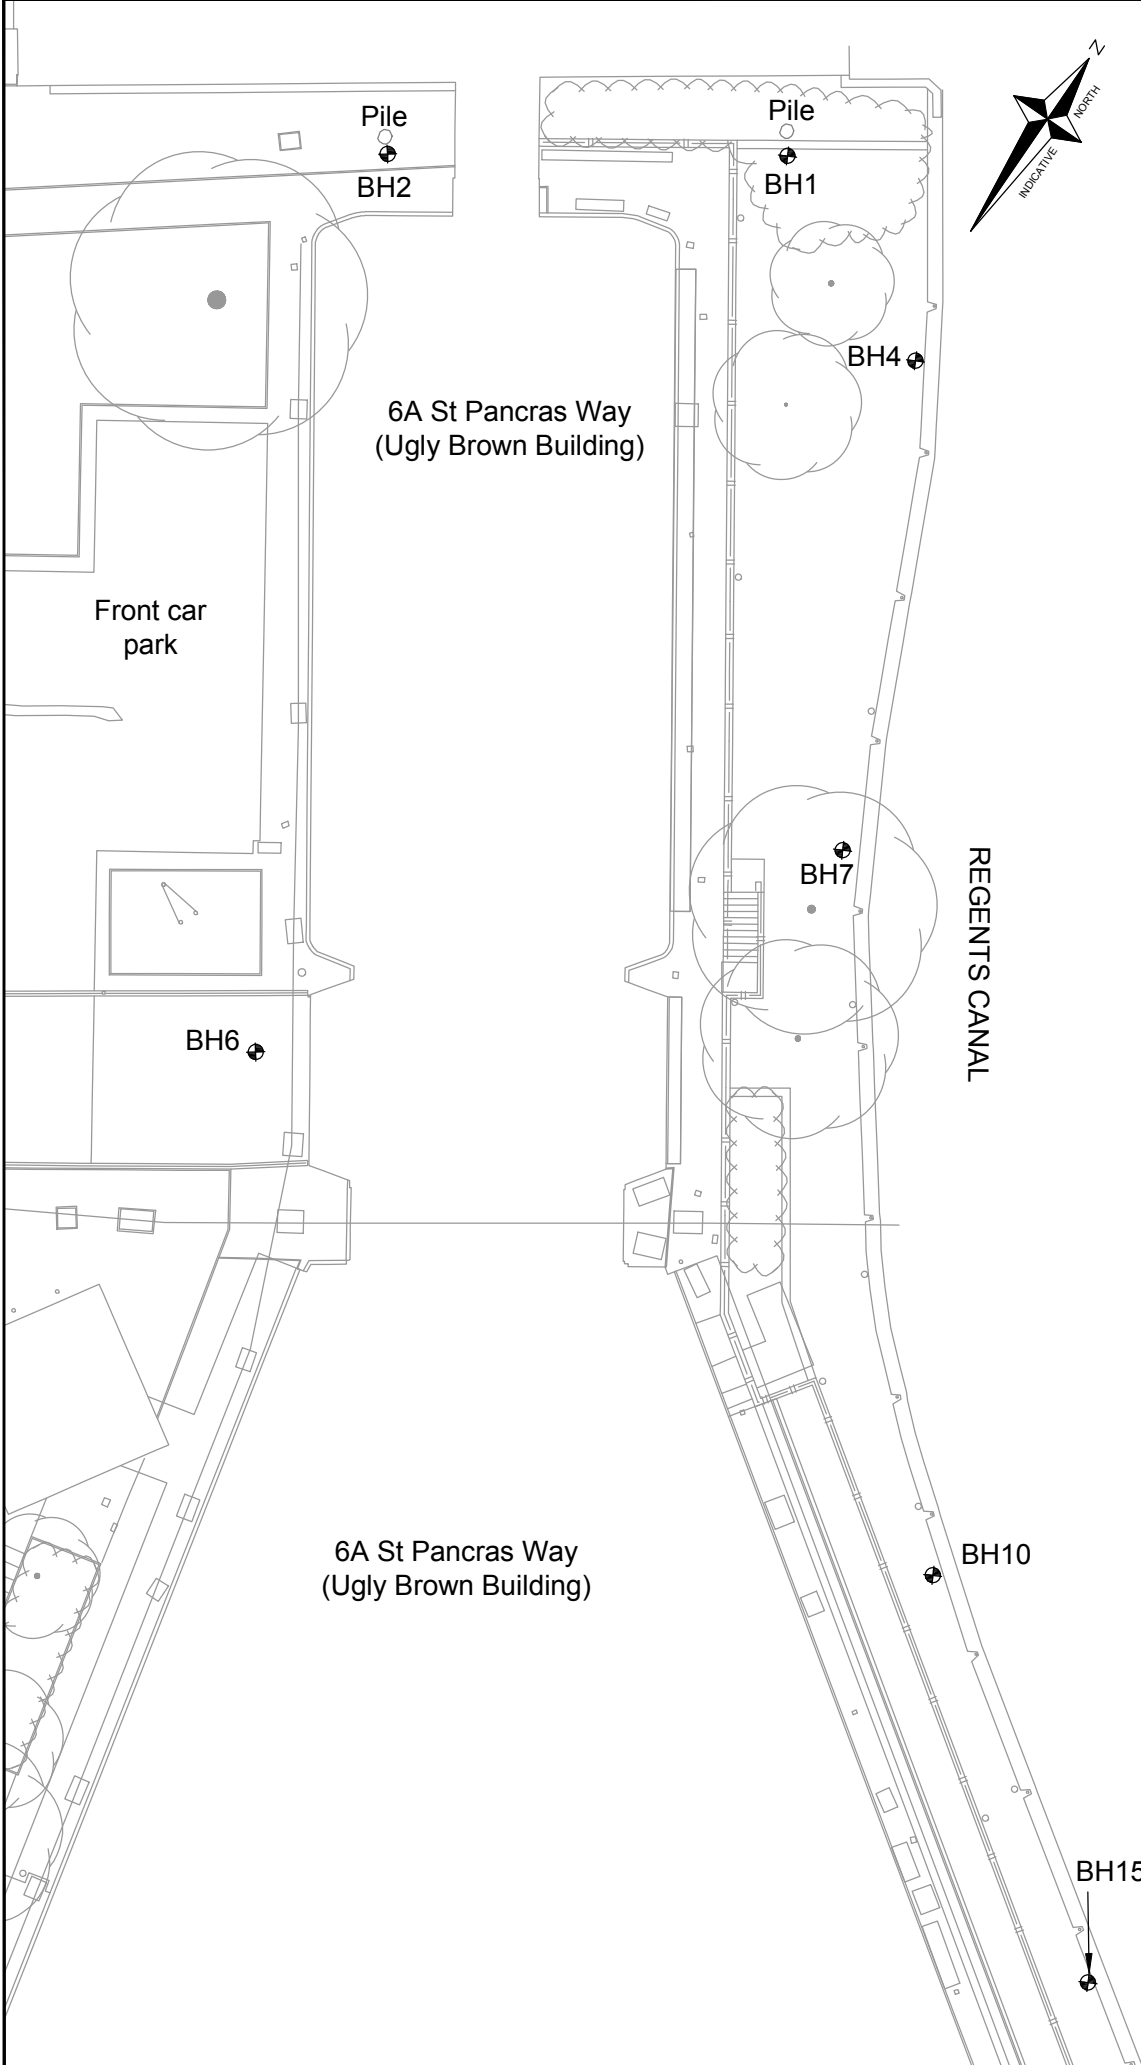 Z
NORTH
INDICATIVE
Pile
BH2
Pile
BH1
BH4
6A St Pancras Way
(Ugly Brown Building)
Front car
park
BH7
REGENTS CANAL
BH6
6A St Pancras Way
(Ugly Brown Building)
BH10
BH15